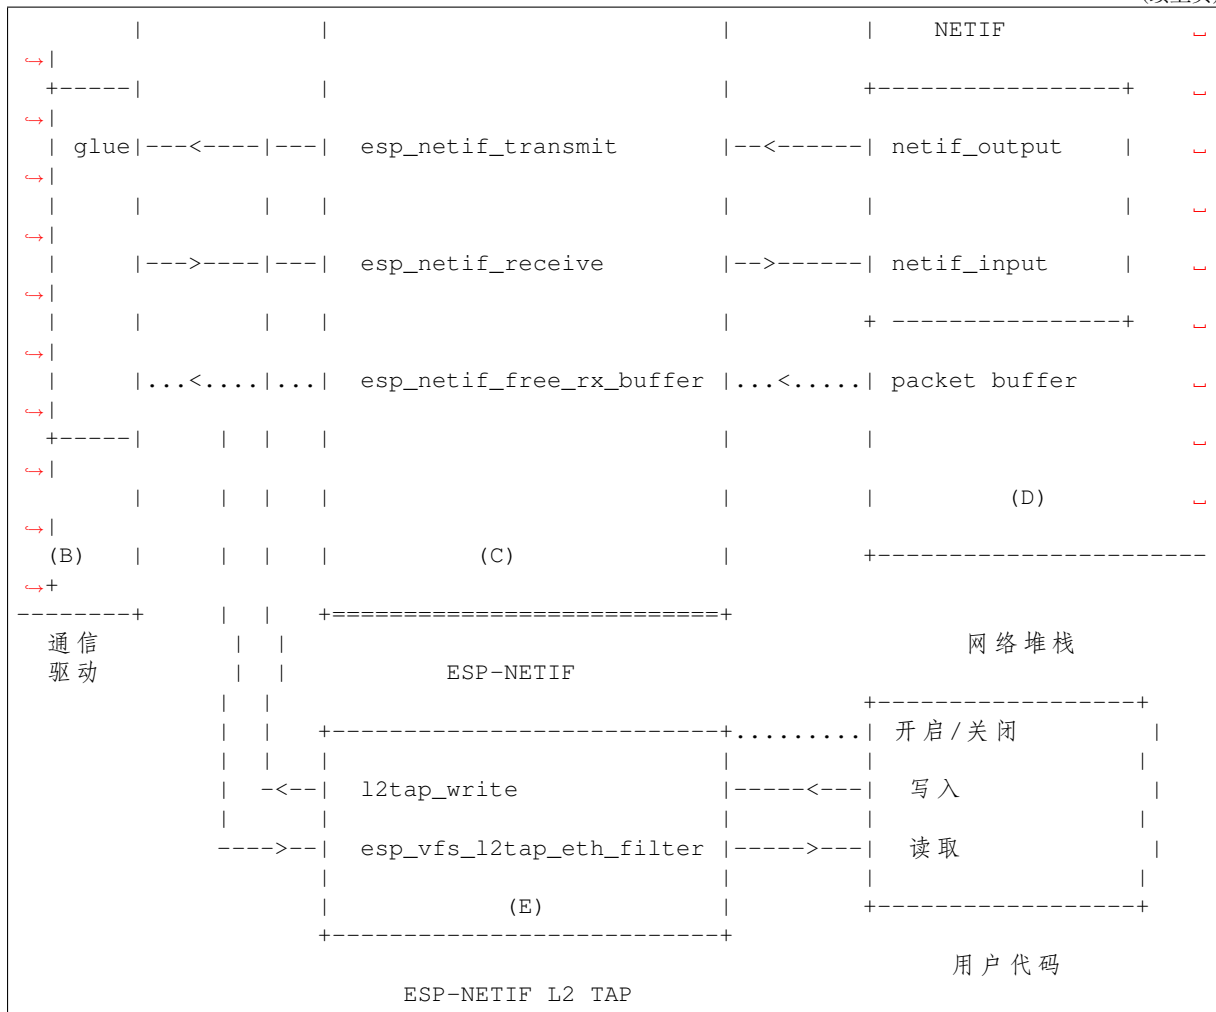 |            |                                 |           |    NETIF               ␣
↪|
  +-----|            |                                 |           +-----------------+      ␣
↪|
  | glue|---<----|---|  esp_netif_transmit             |--<------| netif_output    |      ␣
↪|
  |     |        |   |                                 |           |                 |      ␣
↪|
  |     |--->----|---|  esp_netif_receive              |-->------| netif_input     |      ␣
↪|
  |     |        |   |                                 |           + ----------------+      ␣
↪|
  |     |...<....|...|  esp_netif_free_rx_buffer |...<.....| packet buffer          ␣
↪|
  +-----|     |  |   |                                 |           |                        ␣
↪|
        |     |  |   |                                 |           |         (D)            ␣
↪|
  (B)   |     |  |   |          (C)                    |           +-----------------------
↪+
--------+     |  |   +===========================+
  通信        |  |                                                网络堆栈
  驱动        |  |           ESP-NETIF
              |  |                                     +------------------+
              |  |   +---------------------------+.........| 开启/关闭         |
              |  |   |                           |         |                  |
              |  -<--|  l2tap_write              |-----<---|  写入             |
              |      |                           |         |                  |
              ---->--|  esp_vfs_l2tap_eth_filter |----->---|  读取             |
                     |                           |         |                  |
                     |            (E)            |         +------------------+
                     +---------------------------+
                                                                用户代码
                           ESP-NETIF L2 TAP